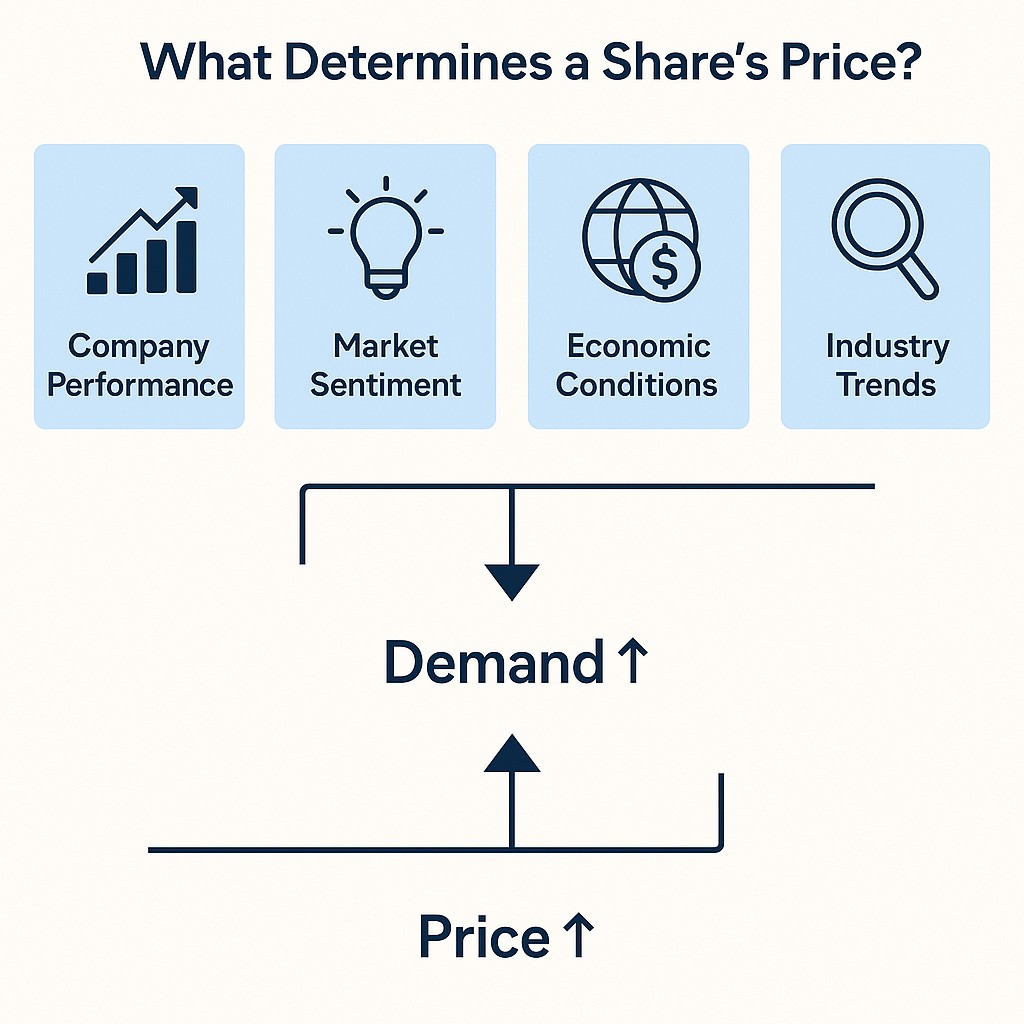 What Determines a Share’s Price?
Company
Performance
Market
Sentiment
Economic
Conditions
$
Industry
Trends
Demand ↑
Price ↑